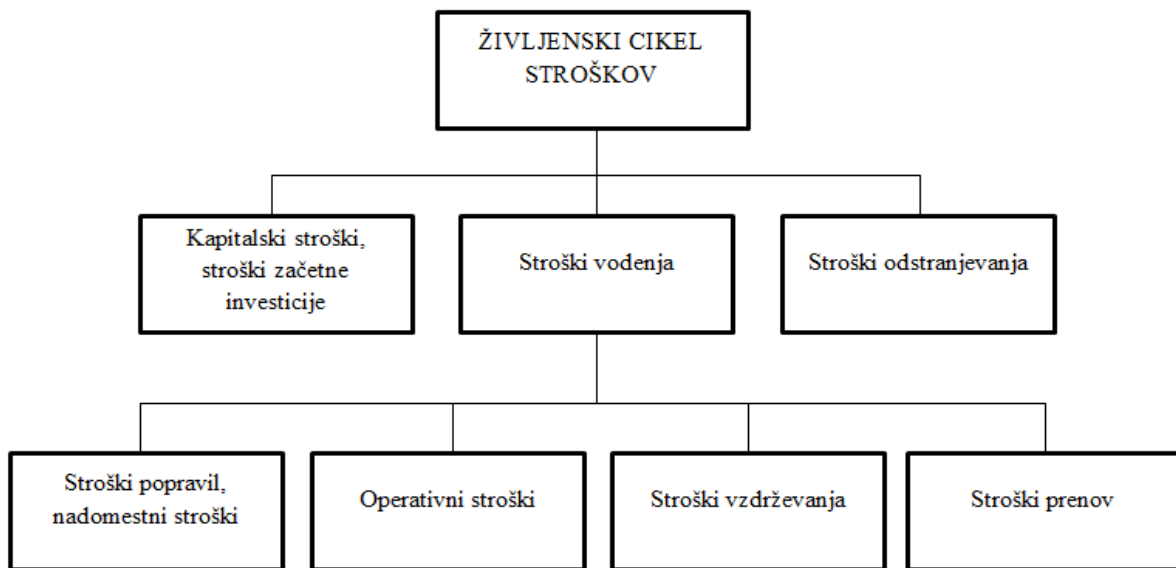 ŽIVLJENSKI CIKEL
STROŠKOV
Kapitalski stroški,
stroški začetne
investicije
Stroški vodenja
Stroški odstranjevanja
Stroški popravil,
nadomestni stroški
Operativni stroški
Stroški vzdrževanja
Stroški prenov